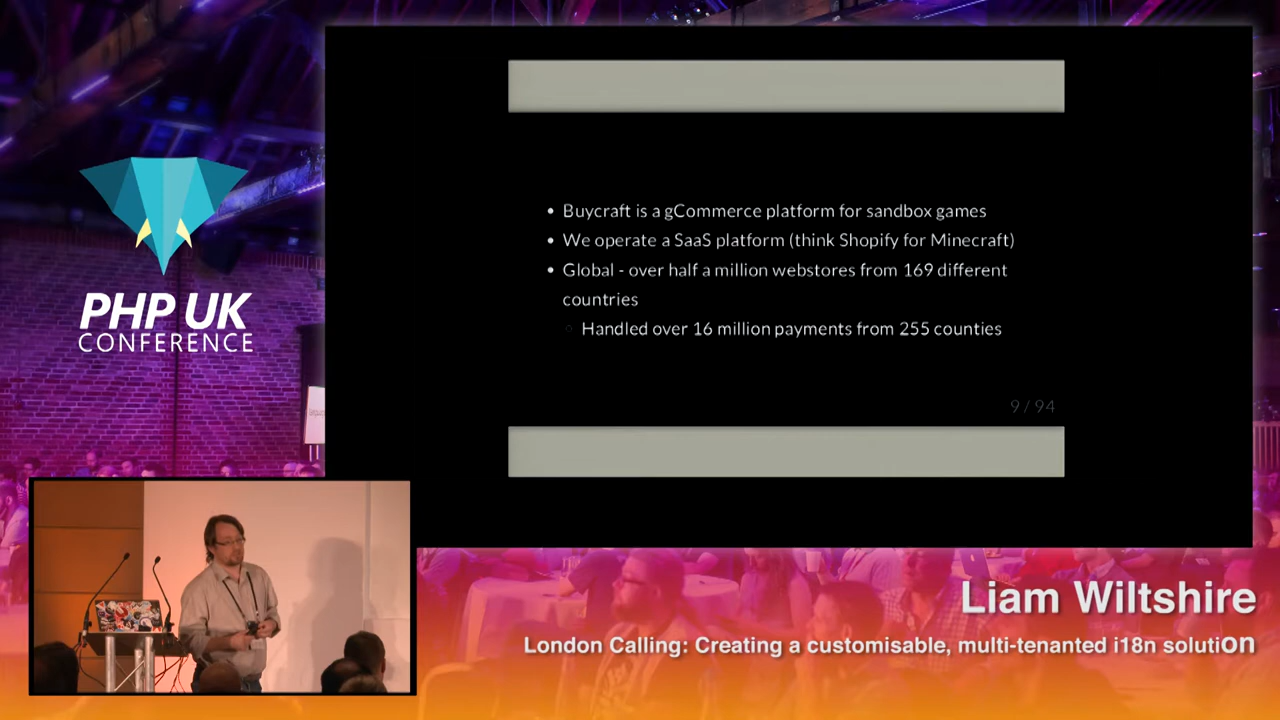 • Buycraft is a gCommerce platform for sandbox games
• We operate a SaaS platform (think Shopify for Minecraft)
• Global - over half a million webstores from 169 different
countries
◦ Handled over 16 million payments from 255 counties
9 / 94
PHP UK
CONFERENCE
Liam Wiltshire
London Calling: Creating a customisable, multi-tenanted i18n solution